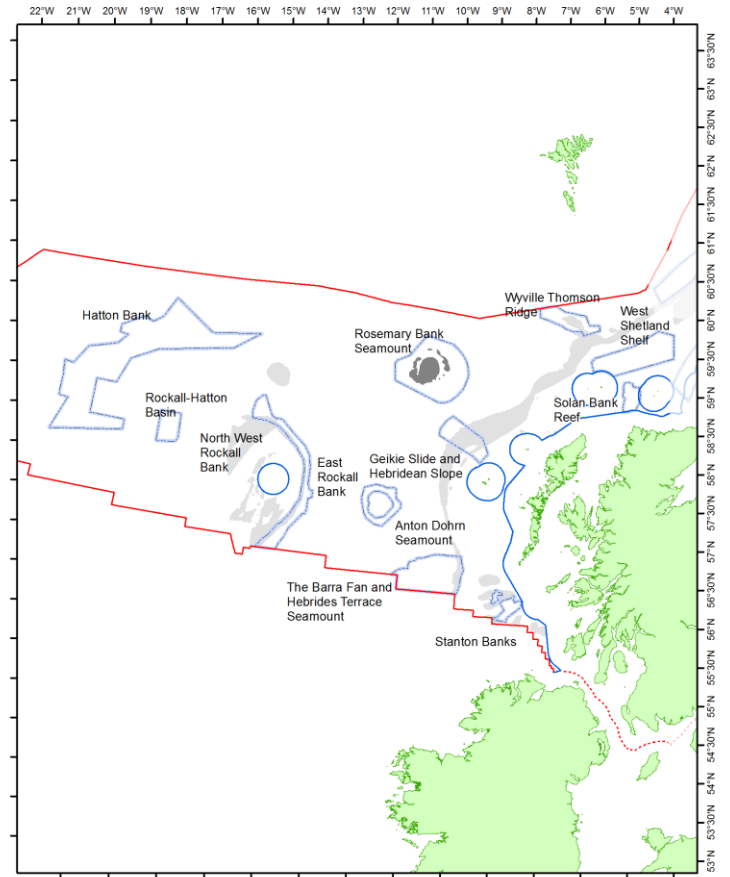 22°W 21°W 20°W 19°W 18°W 17°W 16°W 15°W 14°W 13°W 12°W 11°W 10°W 9°W 8°W 7°W 6°W 5°W 4°W
63°30'N
63°N
62°30'N
62°N
61°30'N
61°N
60°30'N
60°N
59°30'N
59°N
58°30'N
58°N
57°30'N
57°N
56°30'N
56°N
55°30'N
55°N
54°30'N
54°N
53°30'N
53°N
Wyville Thomson
Ridge
West
Shetland
Shelf
Hatton Bank
Rosemary Bank
Seamount
Rockall-Hatton
Basin
Solan Bank
Reef
North West
Rockall
Bank
East
Rockall
Bank
Geikie Slide and
Hebridean Slope
Anton Dohrn
Seamount
The Barra Fan and
Hebrides Terrace
Seamount
Stanton Banks